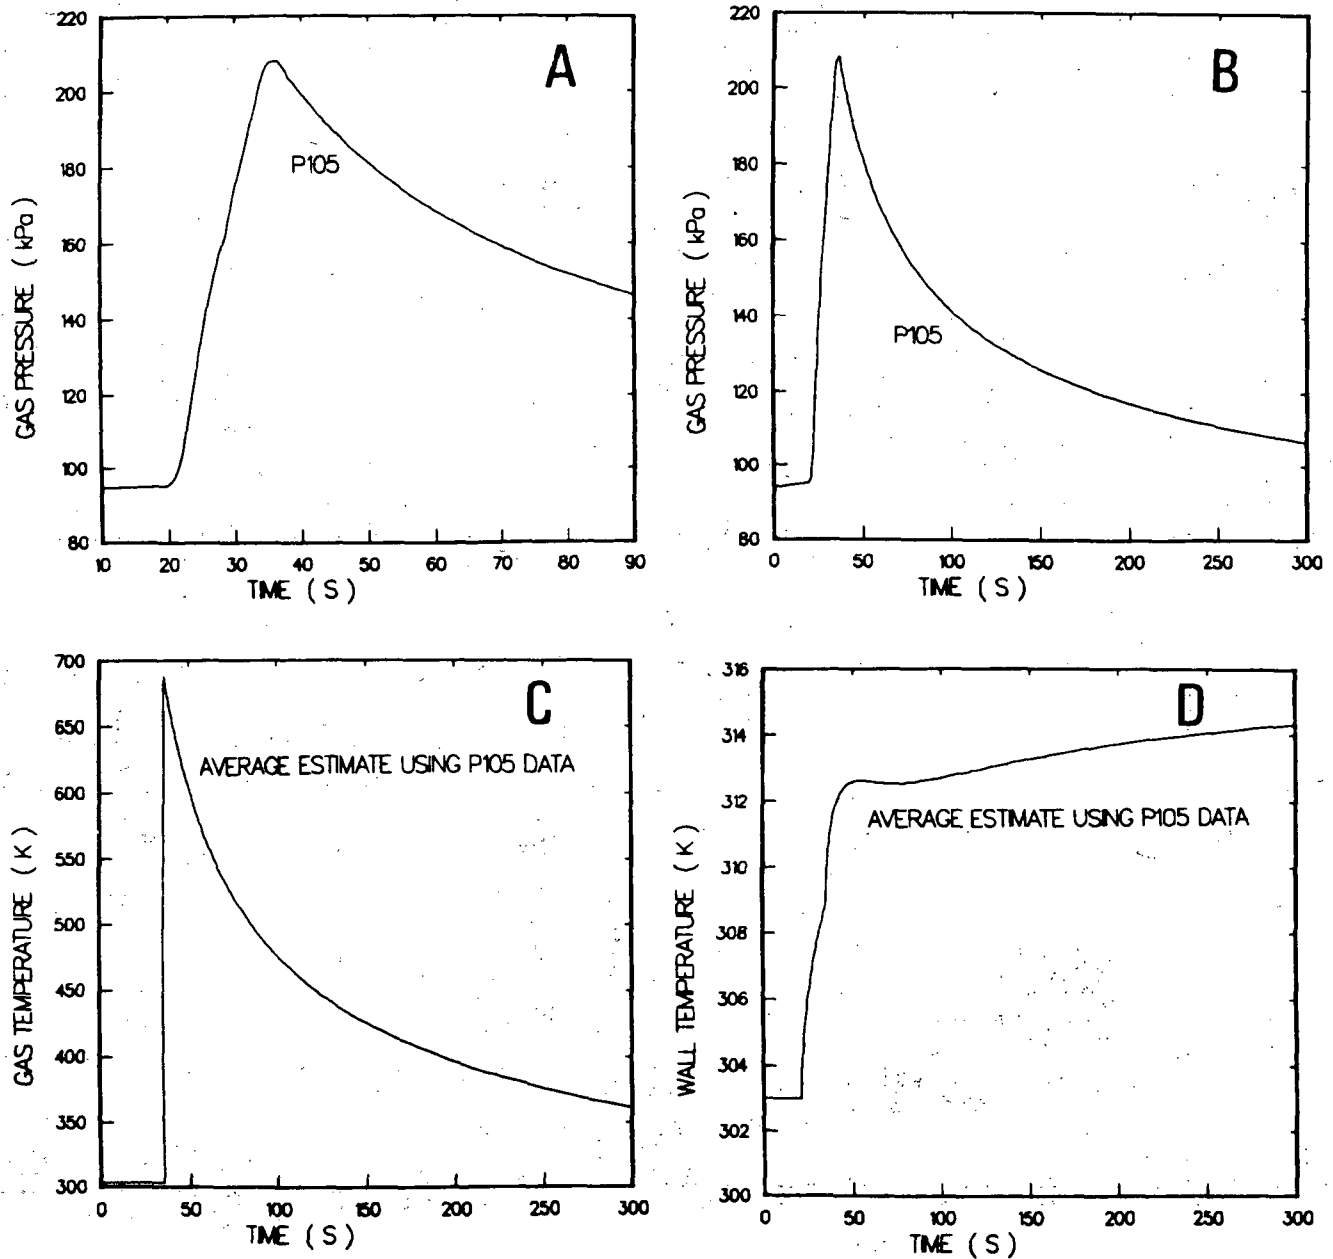 220
200
180
160
140
120
100
80
GAS PRESSURE ( kPa )
A
P105
10 20 30 40 50 60 70 80 90
TIME ( S )
220
200
180
160
140
120
100
80
GAS PRESSURE ( kPa )
B
P105
0 50 100 150 200 250 300
TIME ( S )
700
650
600
550
500
450
400
350
300
GAS TEMPERATURE ( K )
C
AVERAGE ESTIMATE USING P105 DATA
0 50 100 150 200 250 300
TIME ( S )
316
314
312
310
308
306
304
302
300
WALL TEMPERATURE ( K )
D
AVERAGE ESTIMATE USING P105 DATA
0 50 100 150 200 250 300
TIME ( S )